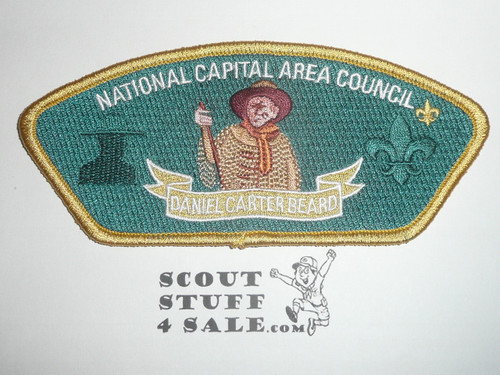 NATIONAL CAPITAL AREA COUNCIL
DANIEL CARTER BEARD
SCOUT
STUFF
4 SALE.com